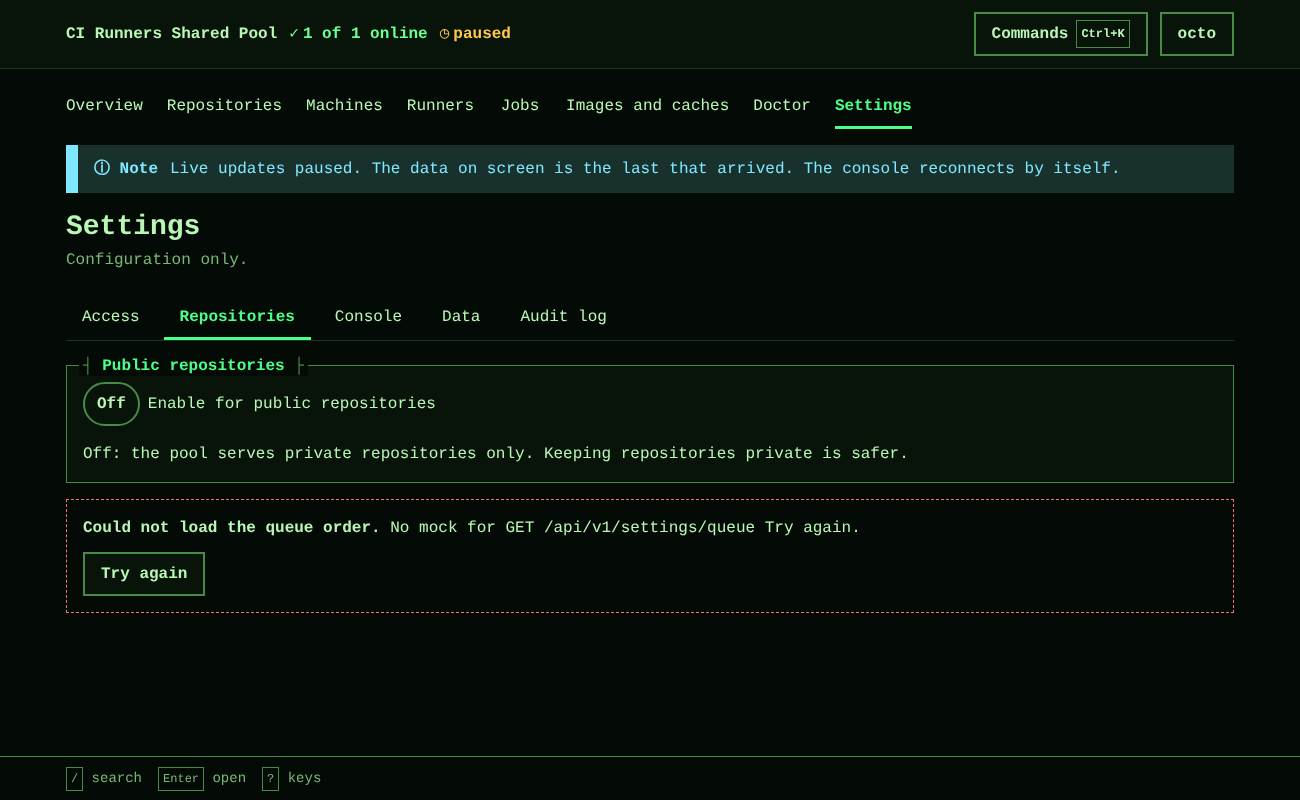 CI Runners Shared Pool ✓ 1 of 1 online ◷ paused Commands Ctrl+K octo
Overview Repositories Machines Runners Jobs Images and caches Doctor Settings
ⓘ Note Live updates paused. The data on screen is the last that arrived. The console reconnects by itself.
Settings
Configuration only.
Access Repositories Console Data Audit log
Public repositories
Off Enable for public repositories
Off: the pool serves private repositories only. Keeping repositories private is safer.
Could not load the queue order. No mock for GET /api/v1/settings/queue Try again.
Try again
/ search Enter open ? keys